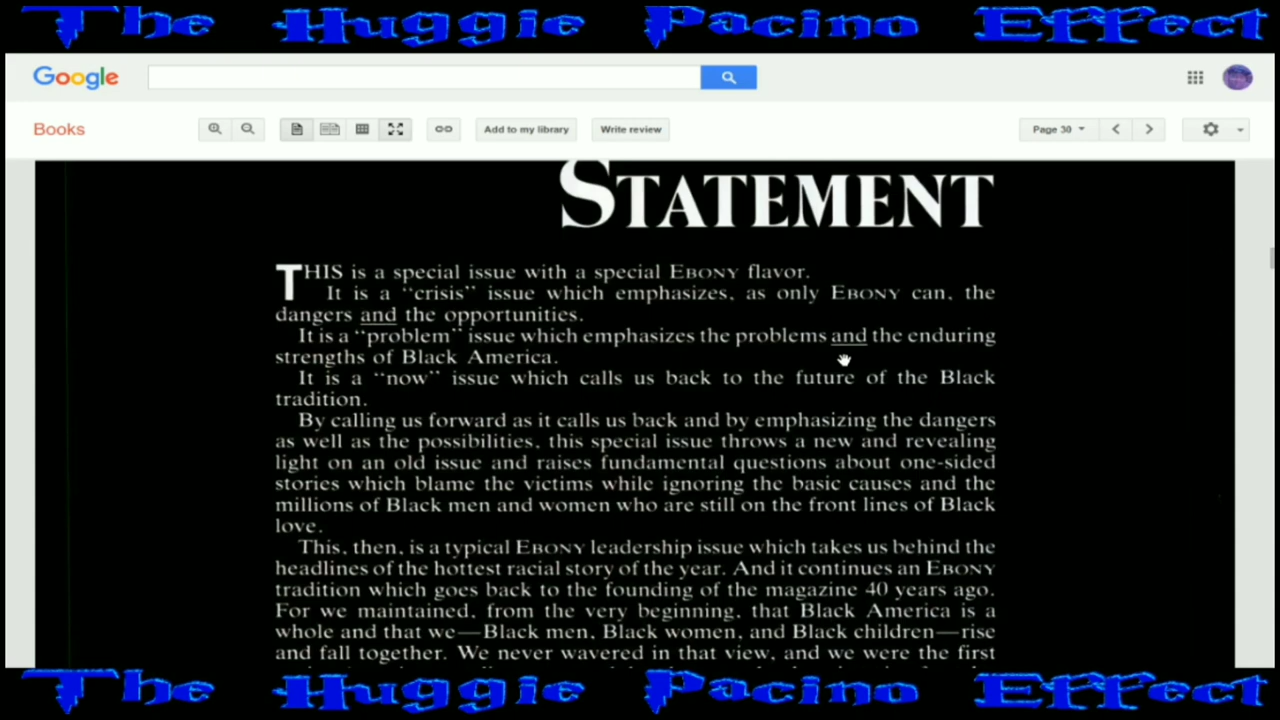 The Huggie Pacino Effect
Google
Books
Add to my library
Write review
Page 30
STATEMENT
THIS is a special issue with a special EBONY flavor.
It is a "crisis" issue which emphasizes, as only EBONY can, the
dangers and the opportunities.
It is a "problem" issue which emphasizes the problems and the enduring
strengths of Black America.
It is a "now" issue which calls us back to the future of the Black
tradition.
By calling us forward as it calls us back and by emphasizing the dangers
as well as the possibilities, this special issue throws a new and revealing
light on an old issue and raises fundamental questions about one-sided
stories which blame the victims while ignoring the basic causes and the
millions of Black men and women who are still on the front lines of Black
love.
This, then, is a typical EBONY leadership issue which takes us behind the
headlines of the hottest racial story of the year. And it continues an EBONY
tradition which goes back to the founding of the magazine 40 years ago.
For we maintained, from the very beginning, that Black America is a
whole and that we—Black men, Black women, and Black children—rise
and fall together. We never wavered in that view, and we were the first
The Huggie Pacino Effect